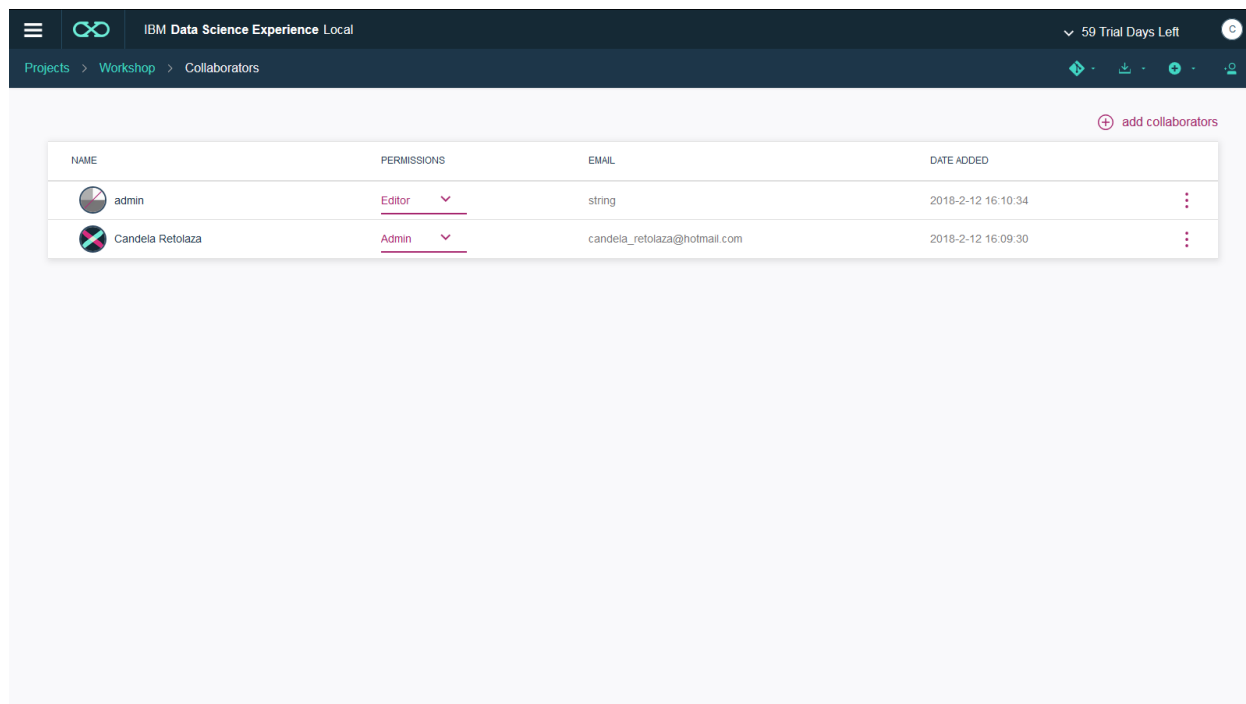 IBM Data Science Experience Local
59 Trial Days Left
C
Projects > Workshop > Collaborators
add collaborators
NAME PERMISSIONS EMAIL DATE ADDED
admin Editor string 2018-2-12 16:10:34
Candela Retolaza Admin candela_retolaza@hotmail.com 2018-2-12 16:09:30